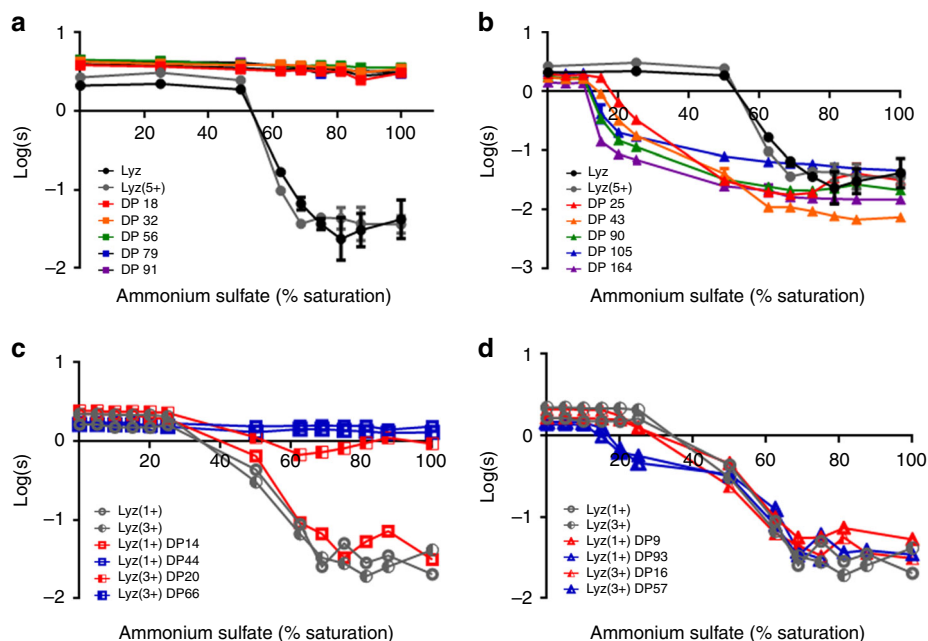 a
1
0
–1
–2
20
40
60
80
100
Log(s)
Lyz
Lyz(5+)
DP 18
DP 32
DP 56
DP 79
DP 91
Ammonium sulfate (% saturation)
b
1
0
–1
–2
–3
20
40
60
80
100
Log(s)
Lyz
Lyz(5+)
DP 25
DP 43
DP 90
DP 105
DP 164
Ammonium sulfate (% saturation)
c
1
0
–1
–2
20
40
60
80
100
Log(s)
Lyz(1+)
Lyz(3+)
Lyz(1+) DP14
Lyz(1+) DP44
Lyz(3+) DP20
Lyz(3+) DP66
Ammonium sulfate (% saturation)
d
1
0
–1
–2
20
40
60
80
100
Log(s)
Lyz(1+)
Lyz(3+)
Lyz(1+) DP9
Lyz(1+) DP93
Lyz(3+) DP16
Lyz(3+) DP57
Ammonium sulfate (% saturation)